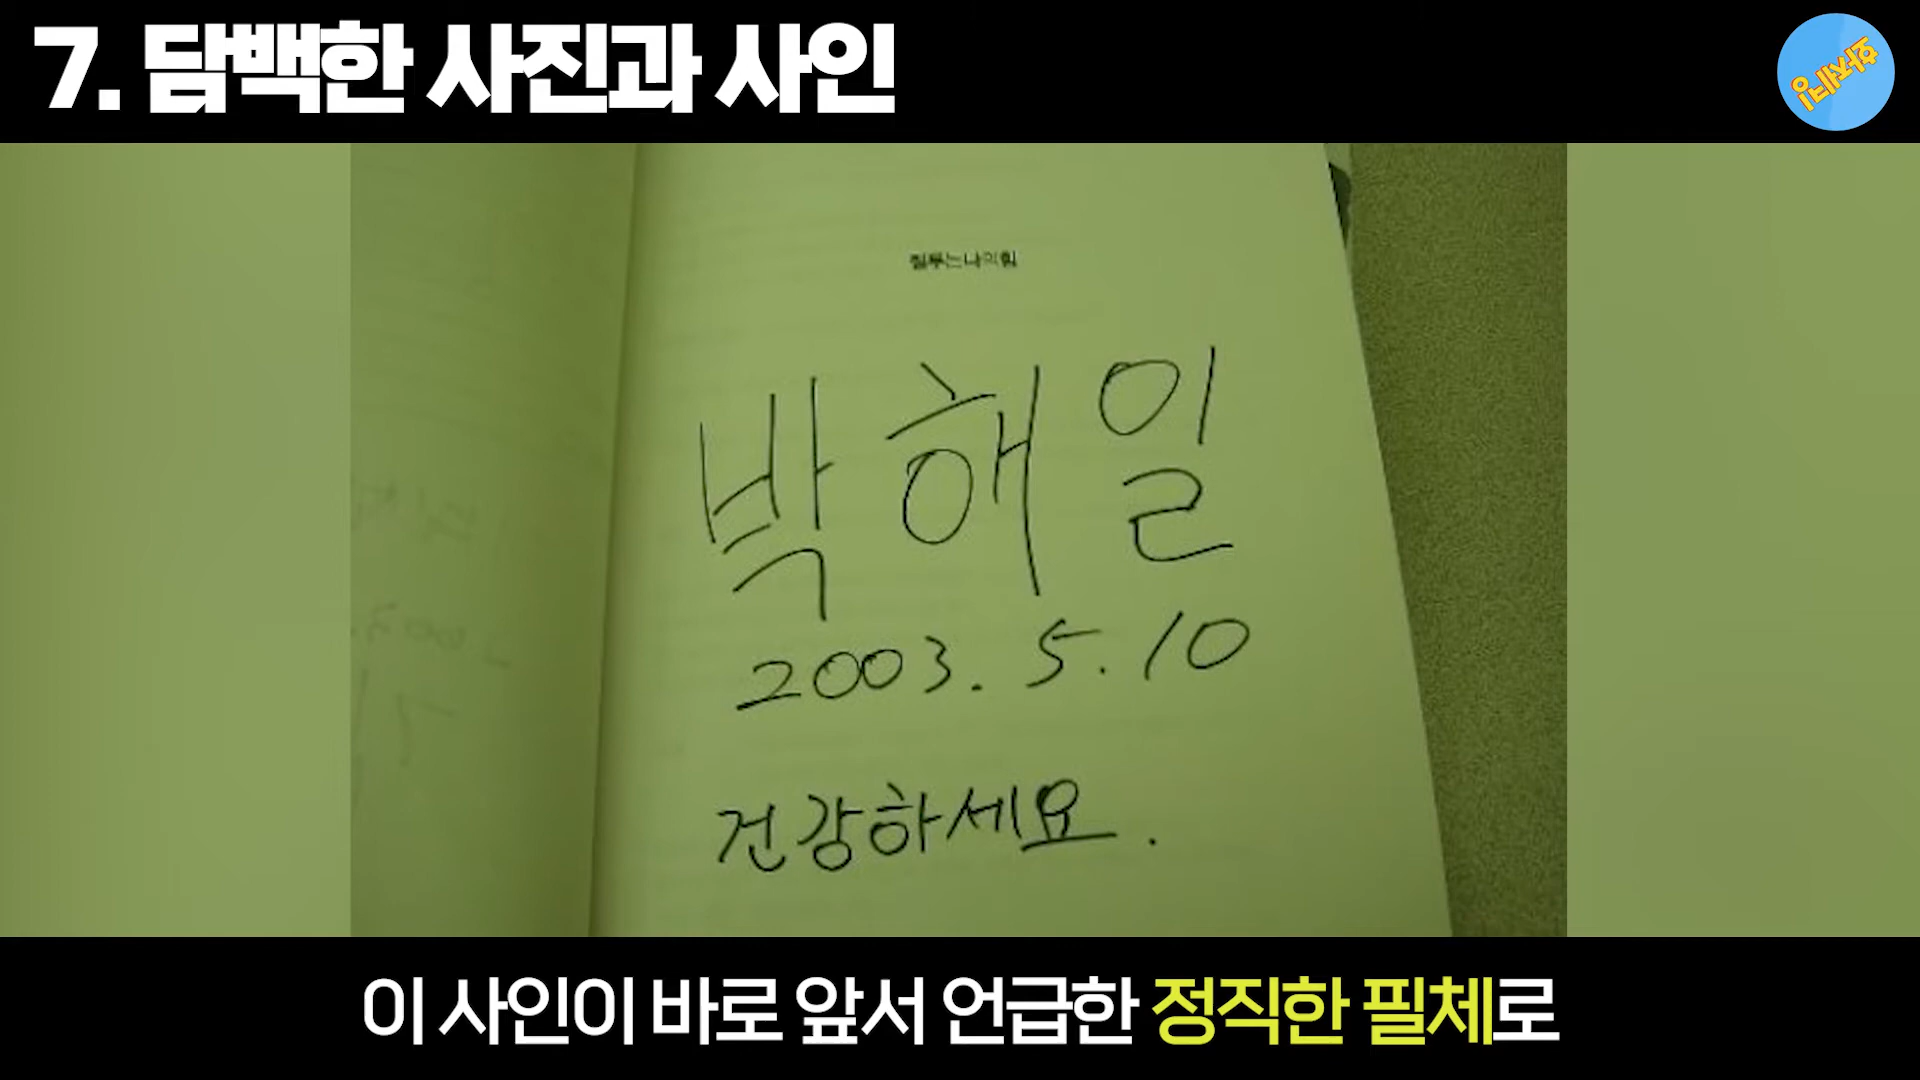 7. 담백한 사진과 사인
질투는 나의 힘
박해일
2003. 5. 10
건강하세요.
이 사인이 바로 앞서 언급한 정직한 필체로